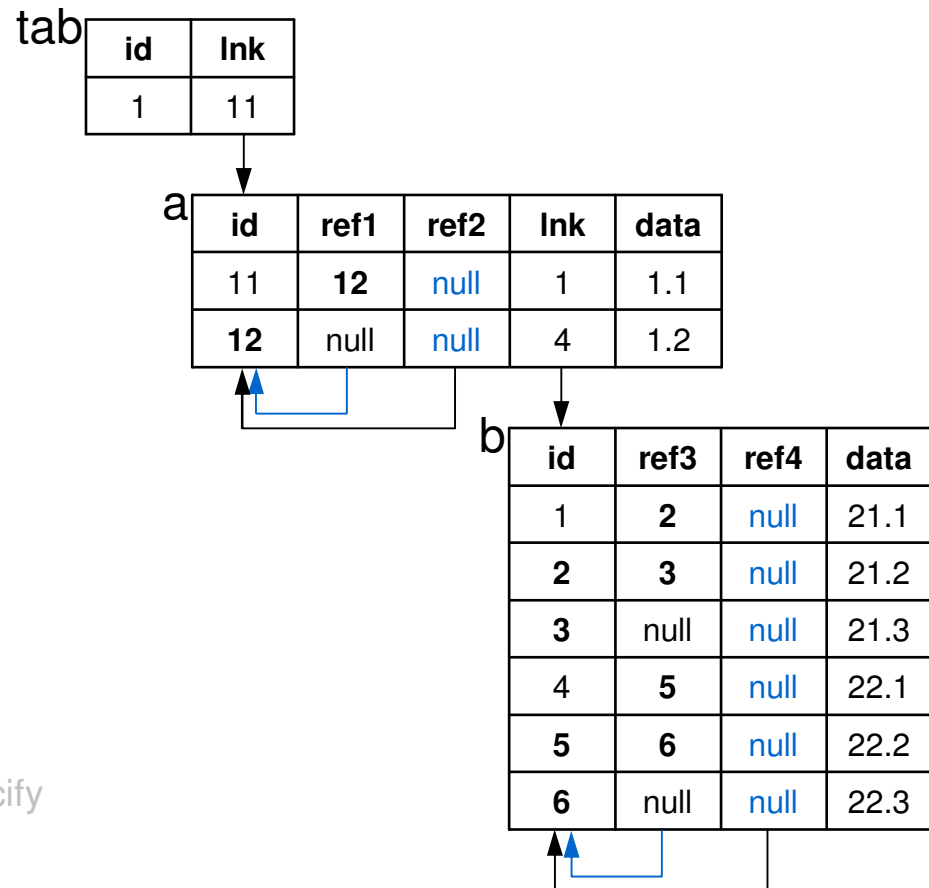 tab
id lnk
1 11
a
id ref1 ref2 lnk data
11 12 null 1 1.1
12 null null 4 1.2
b
id ref3 ref4 data
1 2 null 21.1
2 3 null 21.2
3 null null 21.3
4 5 null 22.1
5 6 null 22.2
cify
6 null null 22.3